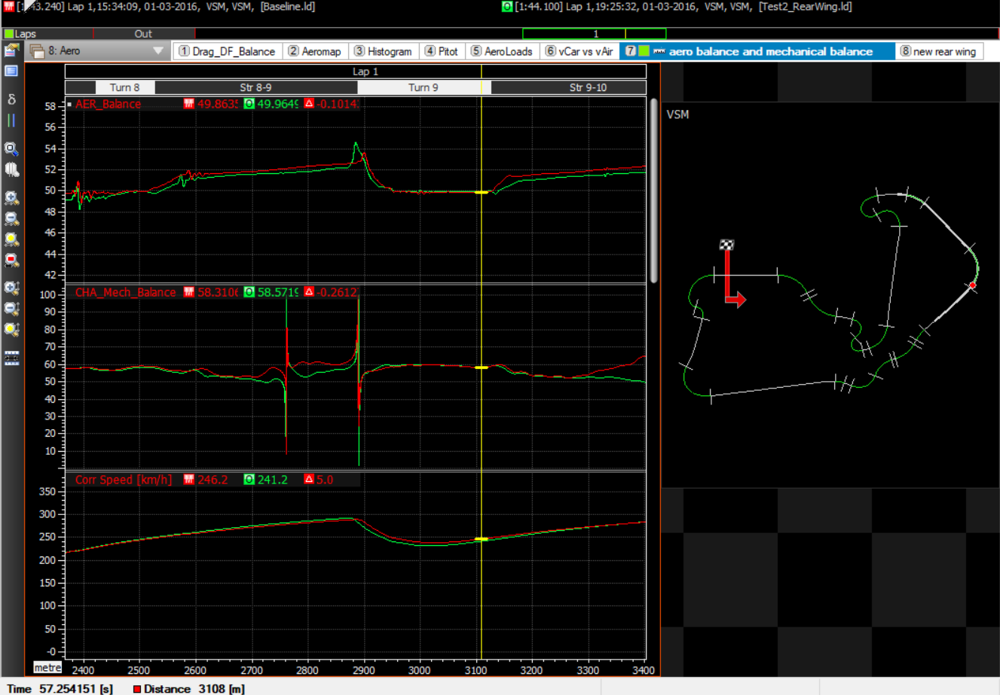 :43.240] Lap 1,15:34:09, 01-03-2016, VSM, VSM, [Baseline.ld]
O [1:44.100] Lap 1,19:25:32, 01-03-2016, VSM, VSM, [Test2_RearWing.ld]
Laps Out 1
8: Aero 1 Drag_DF_Balance 2 Aeromap 3 Histogram 4 Pitot 5 AeroLoads 6 vCar vs vAir 7 aero balance and mechanical balance 8 new rear wing
Lap 1
Turn 8 Str 8-9 Turn 9 Str 9-10
AER_Balance 49.8635 O 49.9649 Δ -0.1014
58
56
54
52
50
48
46
44
42
CHA_Mech_Balance 58.3106 O 58.5719 Δ -0.2612
100
90
80
70
60
50
40
30
20
10
Corr Speed [km/h] 246.2 O 241.2 Δ 5.0
350
300
250
200
150
100
50
-0
metre 2400 2500 2600 2700 2800 2900 3000 3100 3200 3300 3400
δ
VSM
Time 57.254151 [s] Distance 3108 [m]